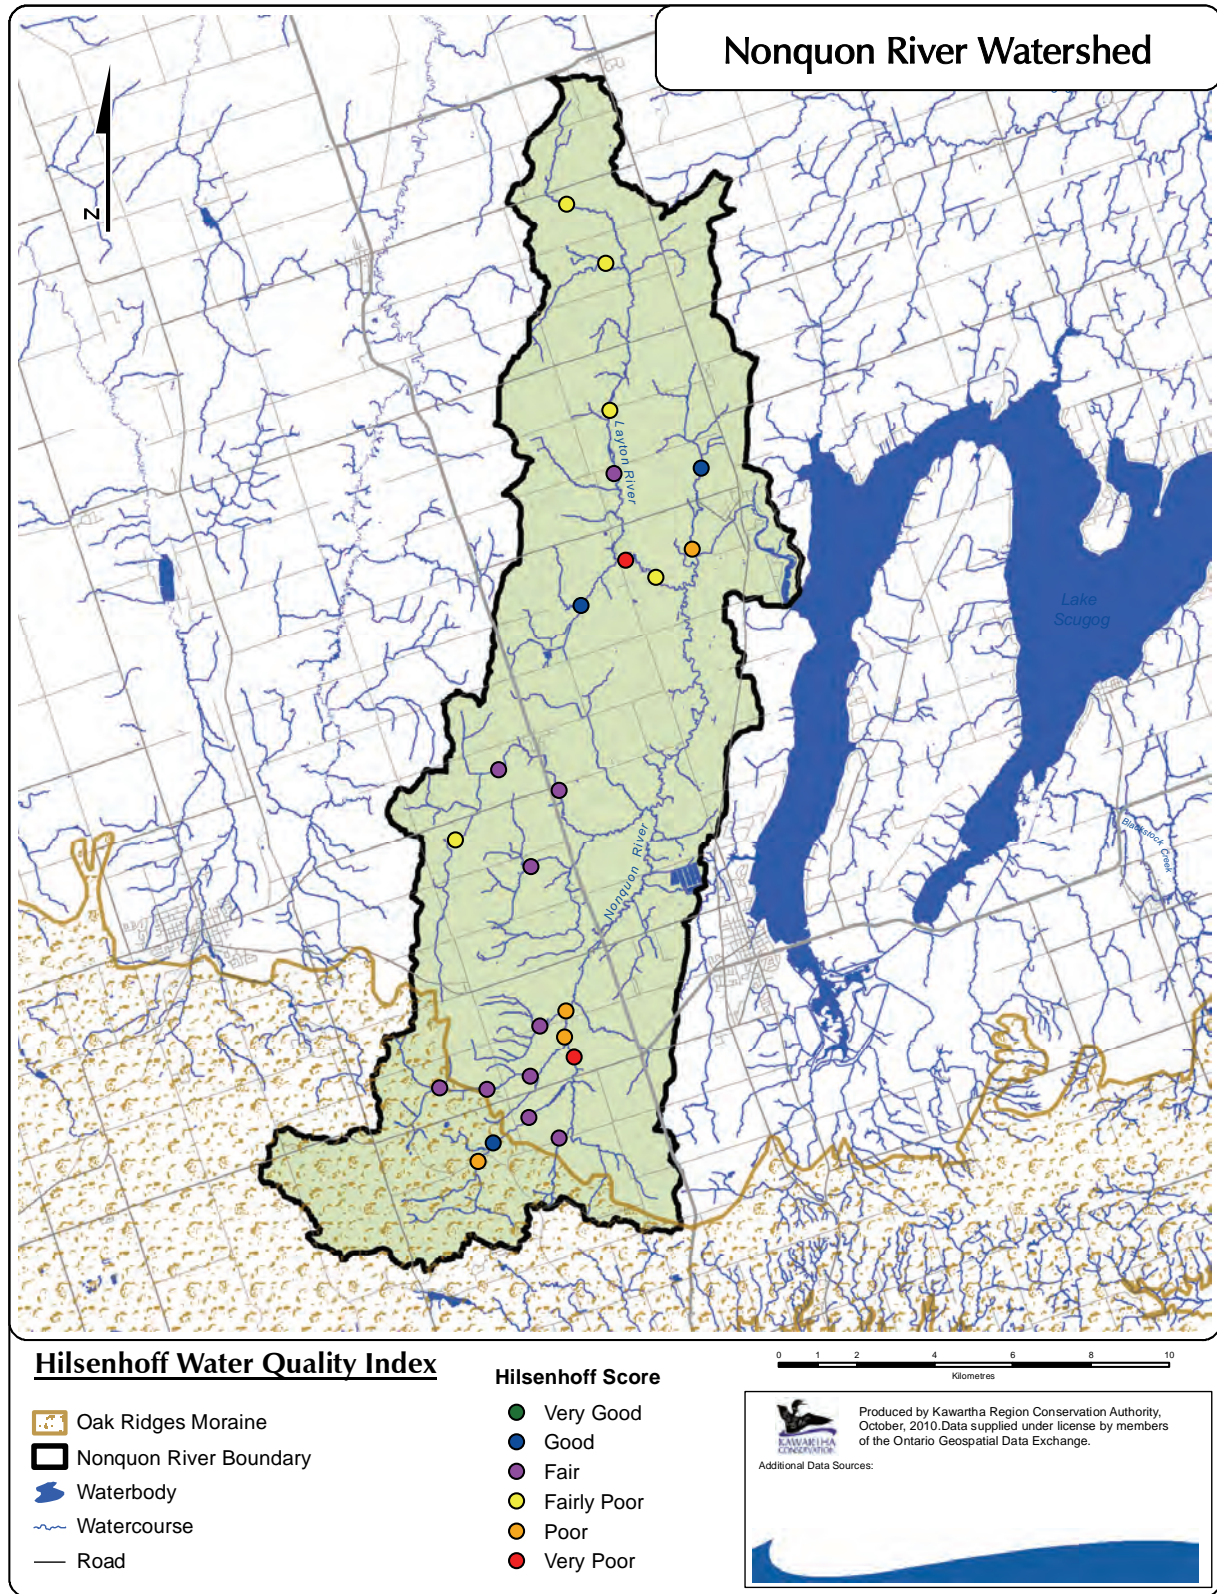 Nonquon River Watershed
N
Layton River
Lake
Scugog
Blackstock Creek
Nonquon River
Hilsenhoff Water Quality Index
Oak Ridges Moraine
Nonquon River Boundary
Waterbody
Watercourse
Road
Hilsenhoff Score
Very Good
Good
Fair
Fairly Poor
Poor
Very Poor
0 1 2 4 6 8 10
Kilometres
KAWARTHA
CONSERVATION
Produced by Kawartha Region Conservation Authority,
October, 2010.Data supplied under license by members
of the Ontario Geospatial Data Exchange.
Additional Data Sources: